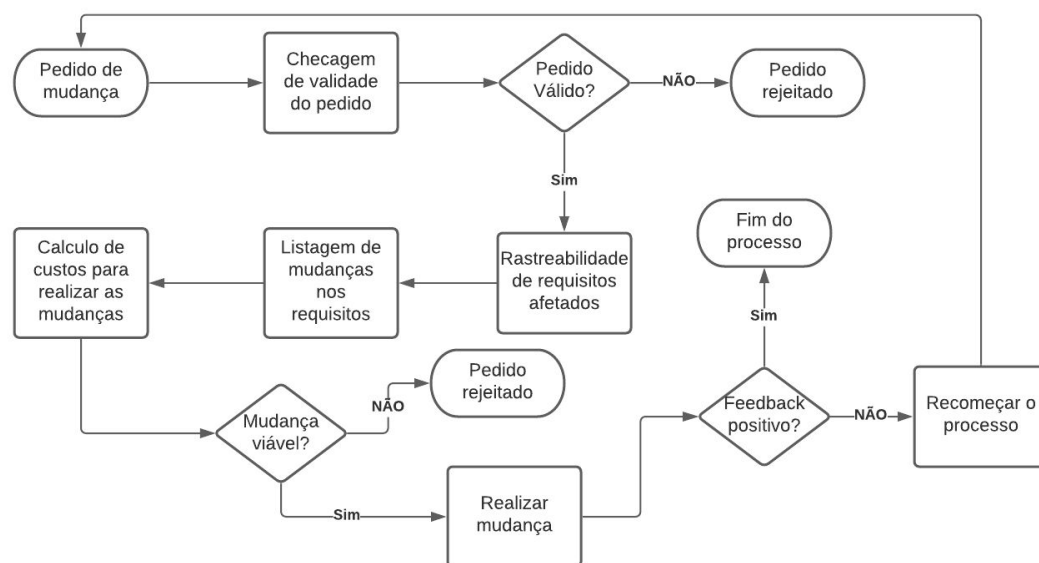 Pedido de
mudança
Checagem
de validade
do pedido
Pedido
Válido?
NÃO
Pedido
rejeitado
Sim
Rastreabilidade
de requisitos
afetados
Listagem de
mudanças
nos
requisitos
Calculo de
custos para
realizar as
mudanças
Mudança
viável?
NÃO
Pedido
rejeitado
Sim
Realizar
mudança
Feedback
positivo?
Sim
Fim do
processo
NÃO
Recomeçar o
processo